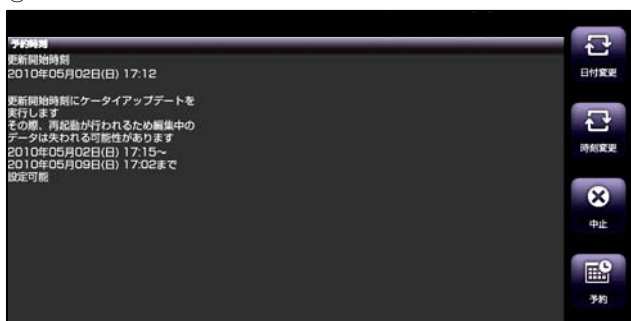 予約時刻
更新開始時刻
2010年05月02日(日) 17:12
更新開始時刻にケータイアップデートを
実行します
その際、再起動が行われるため編集中の
データは失われる可能性があります
2010年05月02日(日) 17:15~
2010年05月09日(日) 17:02まで
設定可能
日付変更
時刻変更
中止
予約